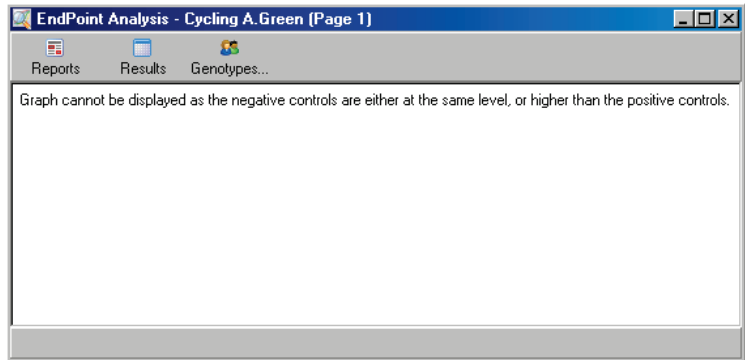 EndPoint Analysis - Cycling A.Green (Page 1)
Reports Results Genotypes...
Graph cannot be displayed as the negative controls are either at the same level, or higher than the positive controls.